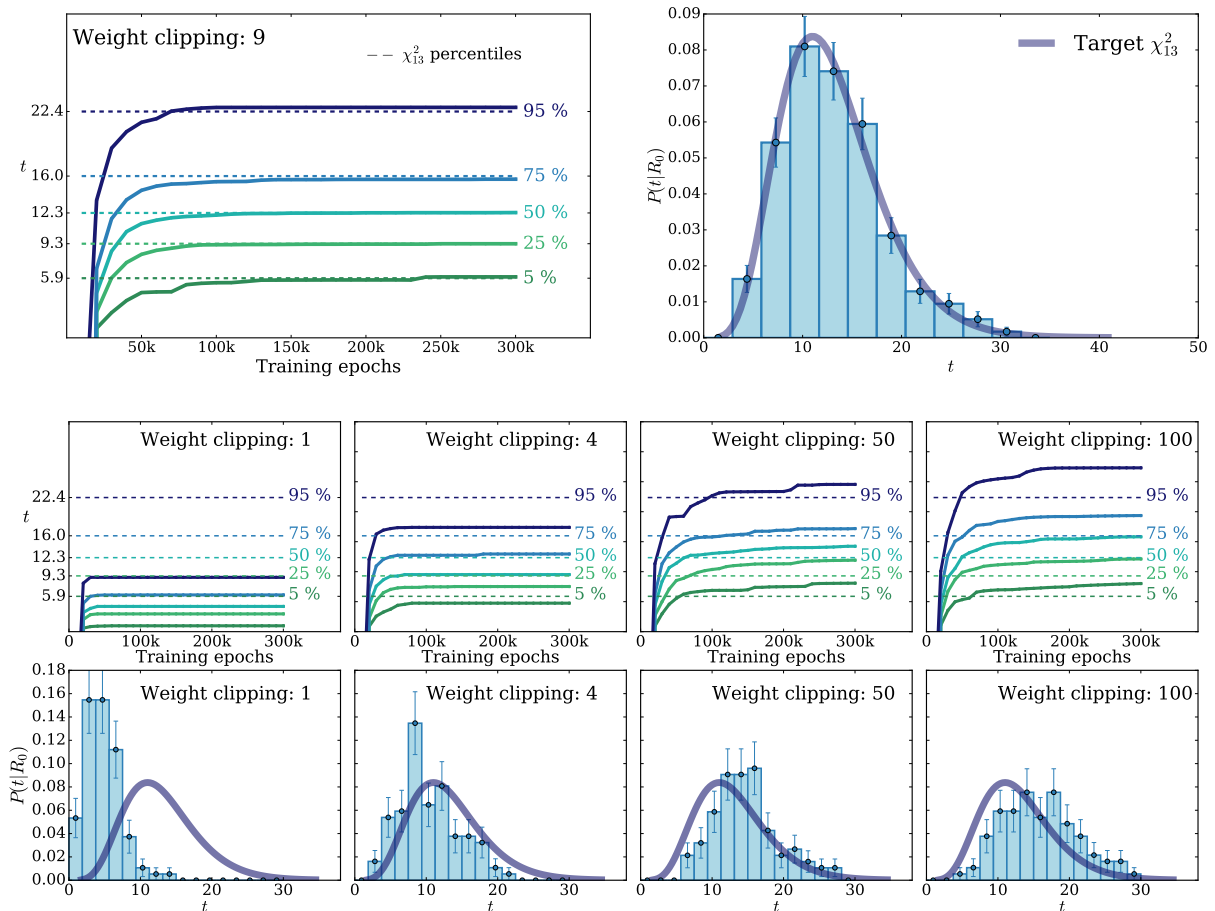 Weight clipping: 9
-- χ²₁₃ percentiles
22.4
16.0
12.3
9.3
5.9
t
95 %
75 %
50 %
25 %
5 %
50k 100k 150k 200k 250k 300k
Training epochs
0.09
0.08
0.07
0.06
0.05
0.04
0.03
0.02
0.01
0.00
P(t|R₀)
Target χ²₁₃
0 10 20 30 40 50
t
Weight clipping: 1
22.4
16.0
12.3
9.3
5.9
t
95 %
75 %
50 %
25 %
5 %
0 100k 200k 300k
Training epochs
Weight clipping: 4
95 %
75 %
50 %
25 %
5 %
0 100k 200k 300k
Training epochs
Weight clipping: 50
95 %
75 %
50 %
25 %
5 %
0 100k 200k 300k
Training epochs
Weight clipping: 100
95 %
75 %
50 %
25 %
5 %
0 100k 200k 300k
Training epochs
Weight clipping: 1
0.18
0.16
0.14
0.12
0.10
0.08
0.06
0.04
0.02
0.00
P(t|R₀)
0 10 20 30
t
Weight clipping: 4
0 10 20 30
t
Weight clipping: 50
0 10 20 30
t
Weight clipping: 100
0 10 20 30
t